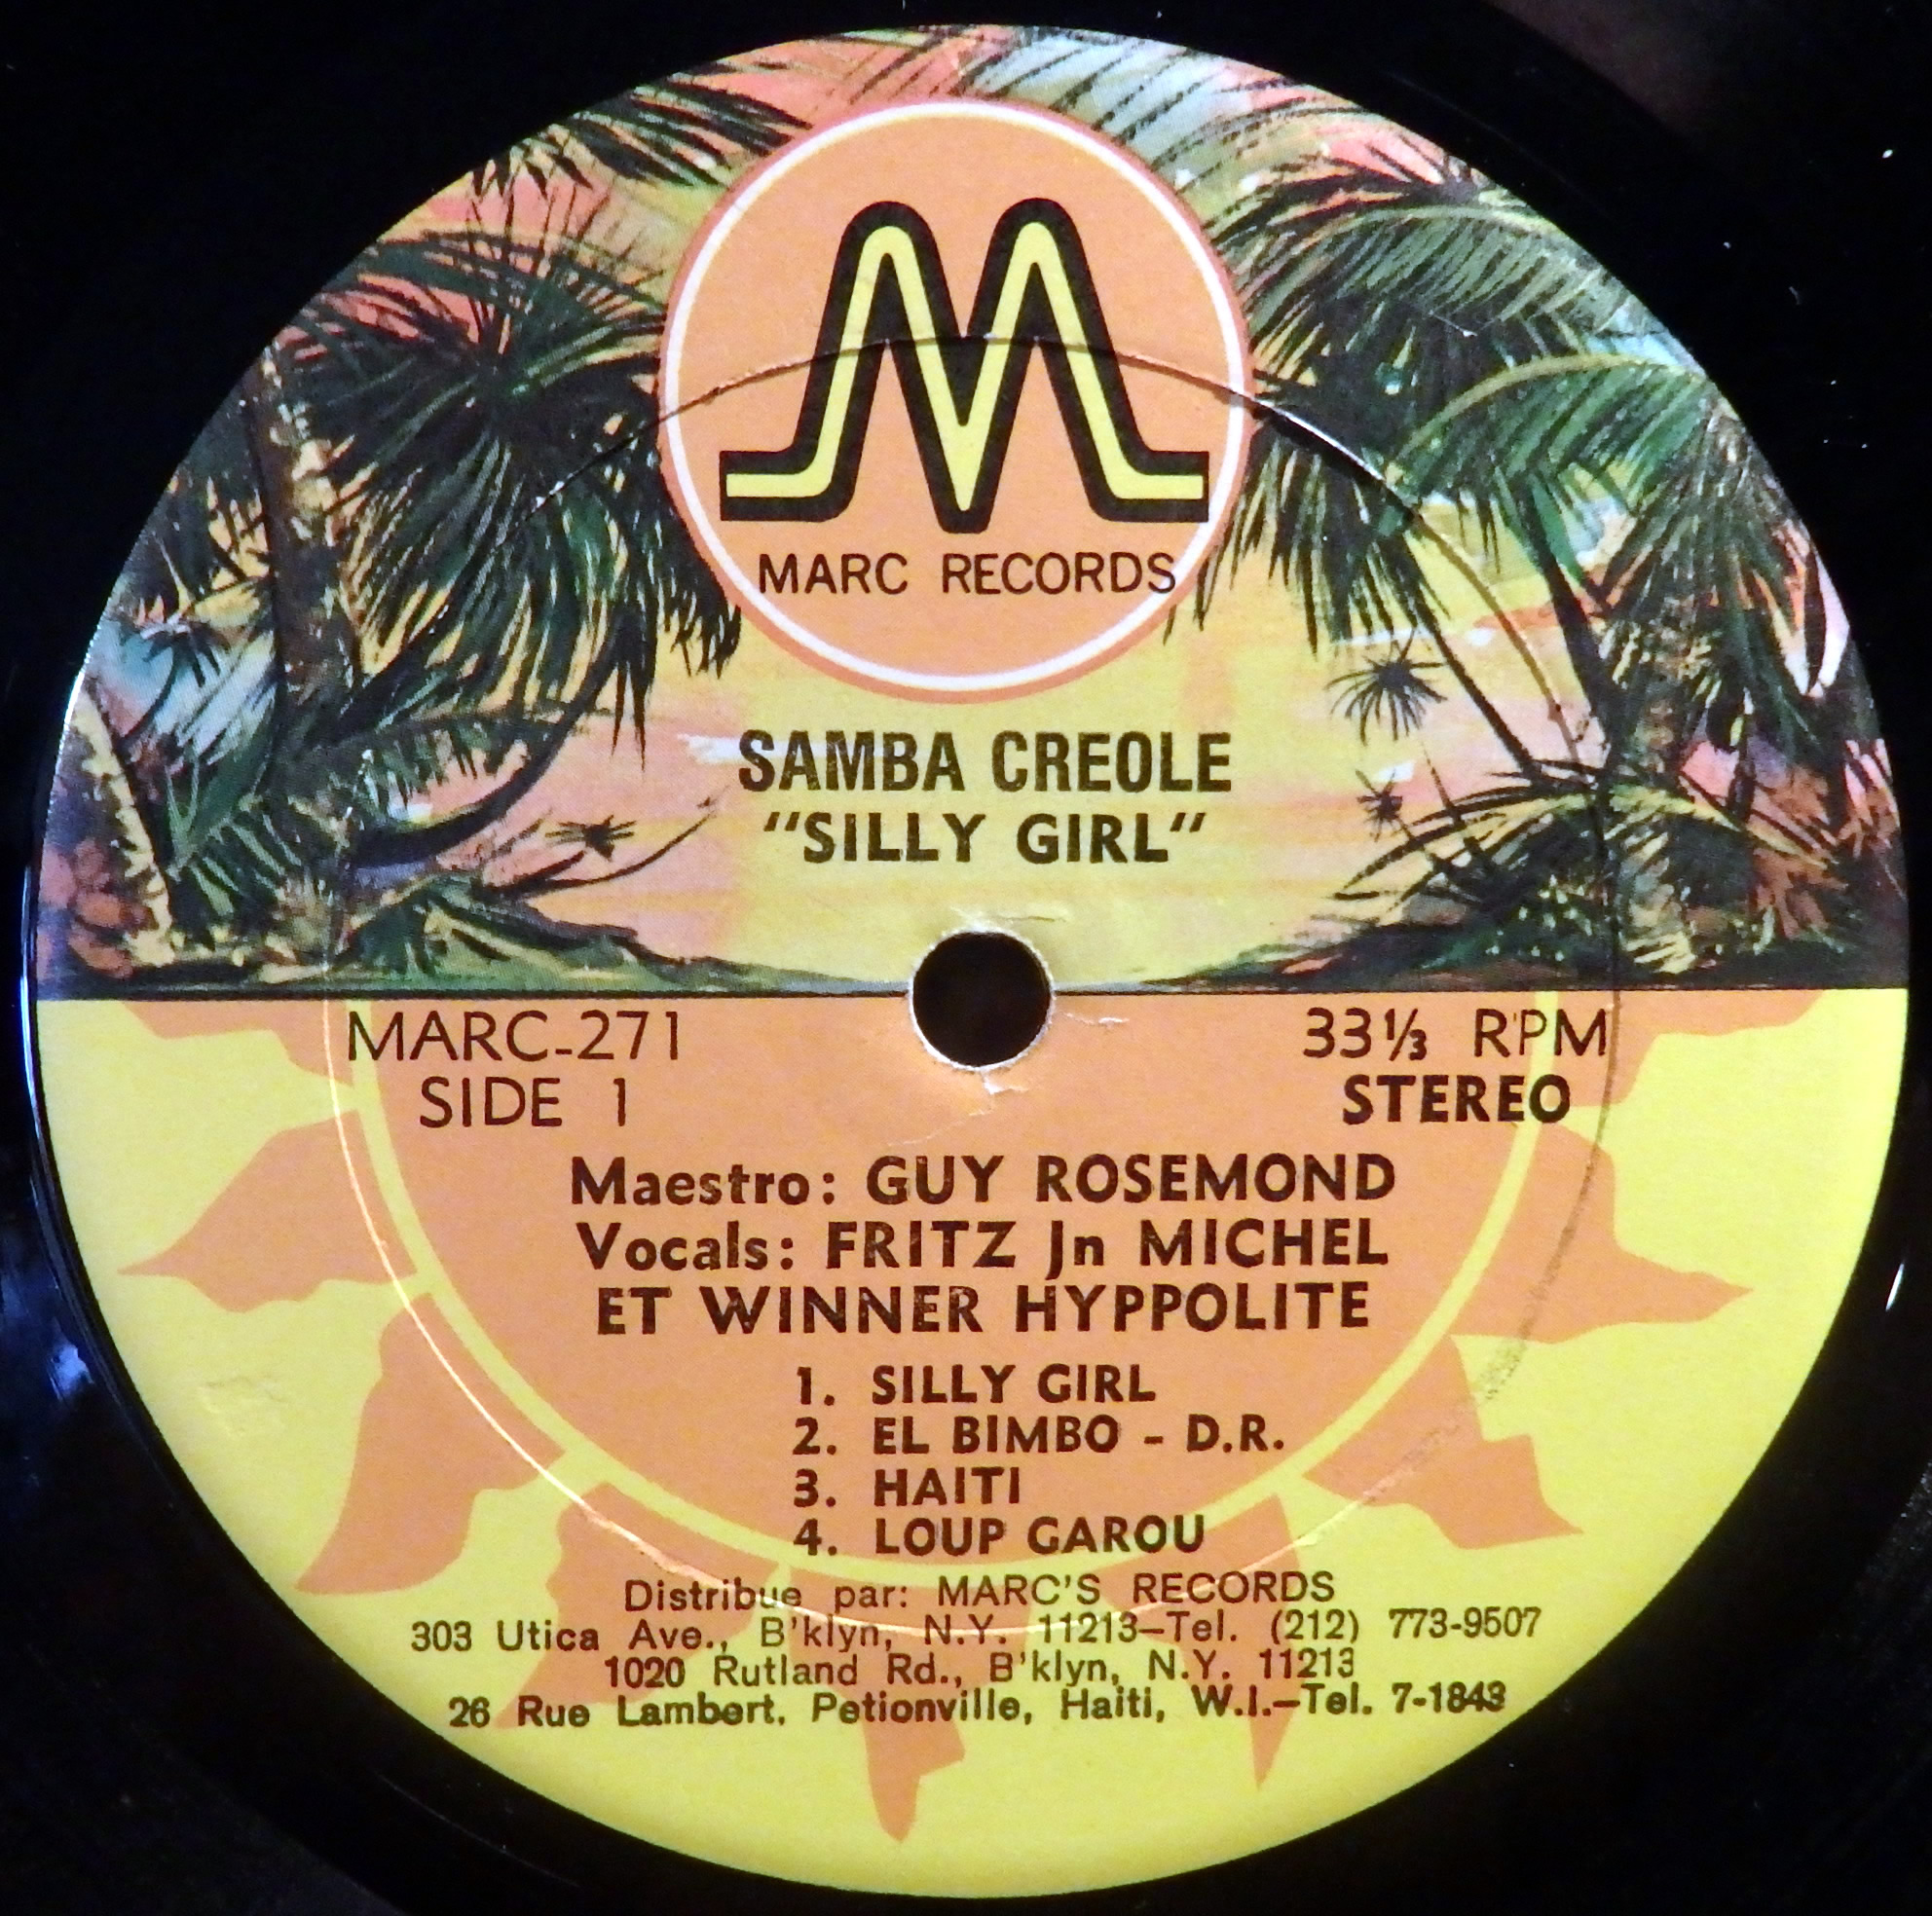 M
MARC RECORDS
SAMBA CREOLE
"SILLY GIRL"
MARC-271
SIDE 1
33⅓ RPM
STEREO
Maestro: GUY ROSEMOND
Vocals: FRITZ Jn MICHEL
ET WINNER HYPPOLITE
1. SILLY GIRL
2. EL BIMBO - D.R.
3. HAITI
4. LOUP GAROU
Distribue par: MARC'S RECORDS
303 Utica Ave., B'klyn, N.Y. 11213—Tel. (212) 773-9507
1020 Rutland Rd., B'klyn, N.Y. 11213
26 Rue Lambert. Petionville, Haiti, W.I.—Tel. 7-1843